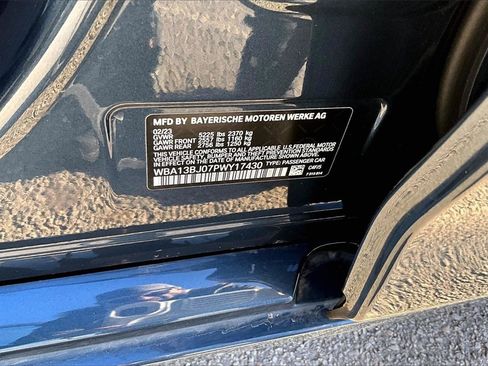 MFD BY BAYERISCHE MOTOREN WERKE AG
02/23
GVWR 5225 lbs 2370 kg
GAWR FRONT 2557 lbs 1160 kg
GAWR REAR 2756 lbs 1250 kg
THIS VEHICLE CONFORMS TO ALL APPLICABLE U.S. FEDERAL MOTOR
VEHICLE SAFETY, BUMPER AND THEFT PREVENTION STANDARDS IN
EFFECT ON THE DATE OF MANUFACTURE SHOWN ABOVE.
WBA13BJ07PWY17430 TYPE: PASSENGER CAR